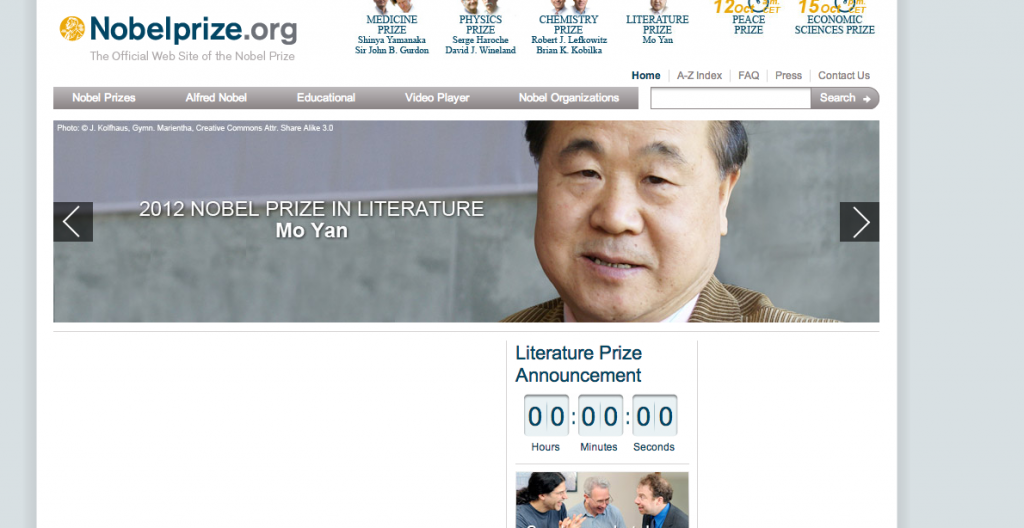 Nobelprize.org
The Official Web Site of the Nobel Prize
MEDICINE
PRIZE
Shinya Yamanaka
Sir John B. Gurdon
PHYSICS
PRIZE
Serge Haroche
David J. Wineland
CHEMISTRY
PRIZE
Robert J. Lefkowitz
Brian K. Kobilka
LITERATURE
PRIZE
Mo Yan
12 OCT
PEACE
PRIZE
15 OCT
ECONOMIC
SCIENCES PRIZE
Home A-Z Index FAQ Press Contact Us
Nobel Prizes Alfred Nobel Educational Video Player Nobel Organizations Search
Photo: © J. Kolfhaus, Gymn. Marientha, Creative Commons Attr. Share Alike 3.0
2012 NOBEL PRIZE IN LITERATURE
Mo Yan
Literature Prize
Announcement
00:00:00
Hours Minutes Seconds